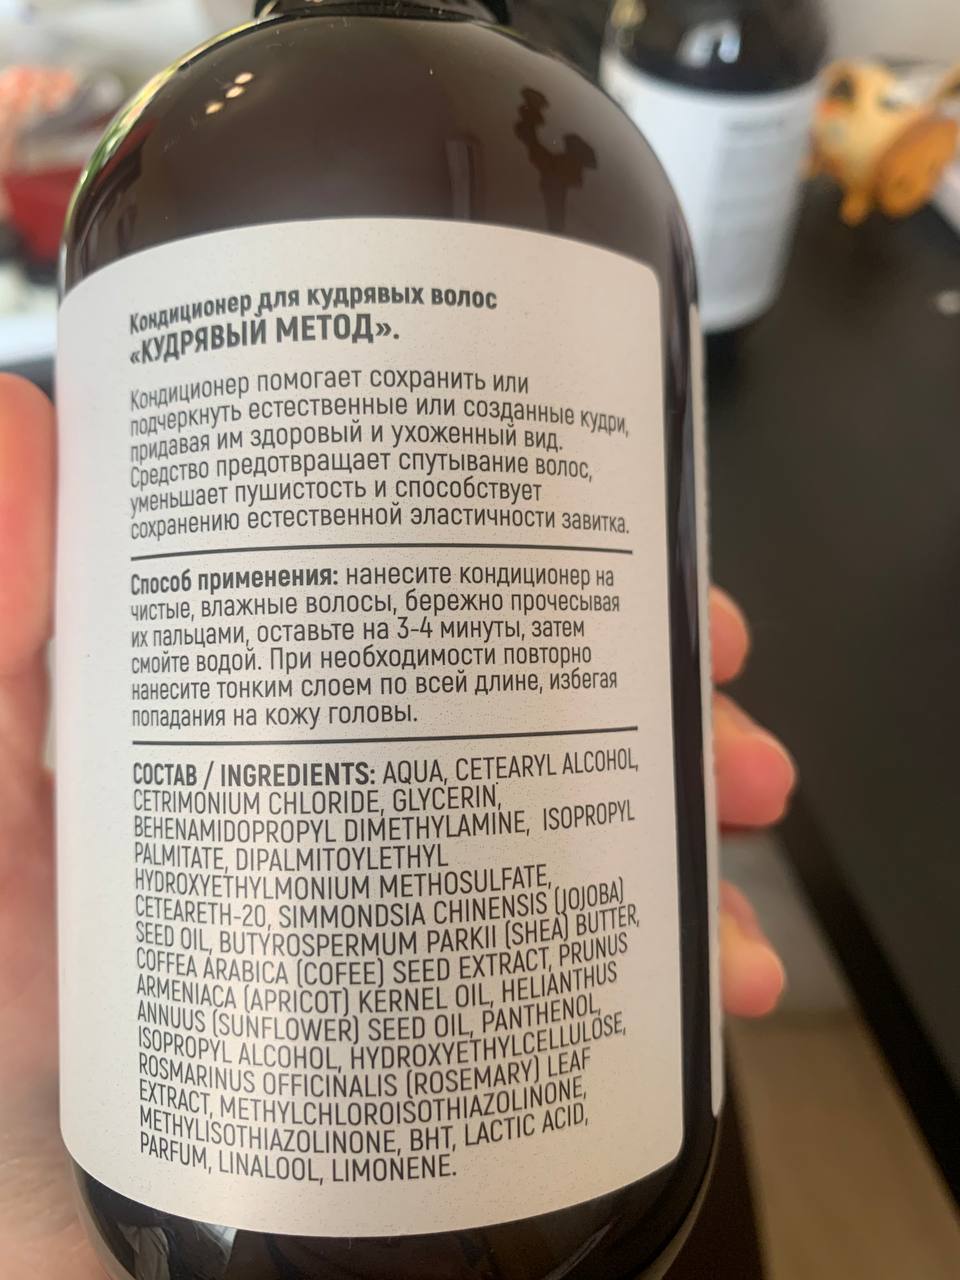 Кондиционер для кудрявых волос
«КУДРЯВЫЙ МЕТОД».
Кондиционер помогает сохранить или
подчеркнуть естественные или созданные кудри,
придавая им здоровый и ухоженный вид.
Средство предотвращает спутывание волос,
уменьшает пушистость и способствует
сохранению естественной эластичности завитка.
Способ применения: нанесите кондиционер на
чистые, влажные волосы, бережно прочесывая
их пальцами, оставьте на 3-4 минуты, затем
смойте водой. При необходимости повторно
нанесите тонким слоем по всей длине, избегая
попадания на кожу головы.
СОСТАВ / INGREDIENTS: AQUA, CETEARYL ALCOHOL,
CETRIMONIUM CHLORIDE, GLYCERIN,
BEHENAMIDOPROPYL DIMETHYLAMINE, ISOPROPYL
PALMITATE, DIPALMITOYLETHYL
HYDROXYETHYLMONIUM METHOSULFATE,
CETEARETH-20, SIMMONDSIA CHINENSIS (JOJOBA)
SEED OIL, BUTYROSPERMUM PARKII (SHEA) BUTTER,
COFFEA ARABICA (COFEE) SEED EXTRACT, PRUNUS
ARMENIACA (APRICOT) KERNEL OIL, HELIANTHUS
ANNUUS (SUNFLOWER) SEED OIL, PANTHENOL,
ISOPROPYL ALCOHOL, HYDROXYETHYLCELLULOSE,
ROSMARINUS OFFICINALIS (ROSEMARY) LEAF
EXTRACT, METHYLCHLOROISOTHIAZOLINONE,
METHYLISOTHIAZOLINONE, BHT, LACTIC ACID,
PARFUM, LINALOOL, LIMONENE.